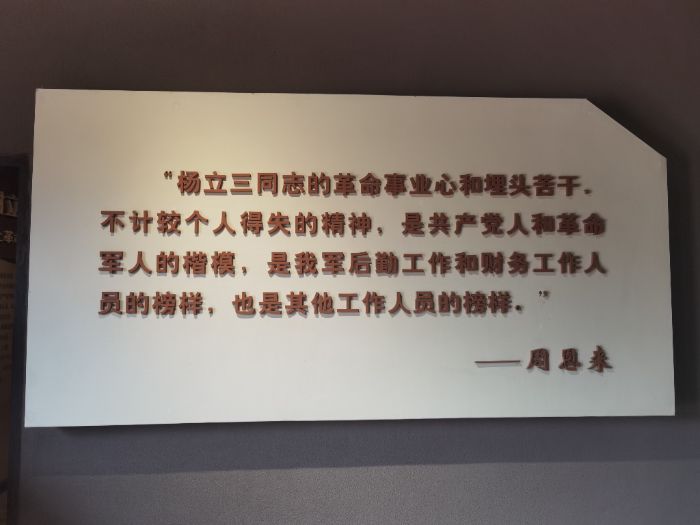 “杨立三同志的革命事业心和埋头苦干，
不计较个人得失的精神，是共产党人和革命
军人的楷模，是我军后勤工作和财务工作人
员的榜样，也是其他工作人员的榜样。”
——周恩来